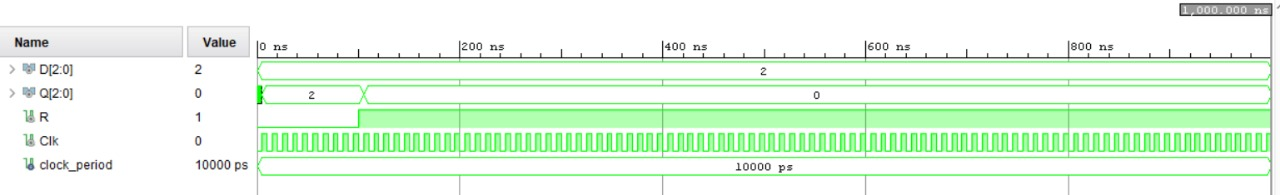 1,000.000 ns
Name Value 0 ns 200 ns 400 ns 600 ns 800 ns
D[2:0] 2 2
Q[2:0] 0 2 0
R 1
Clk 0
clock_period 10000 ps 10000 ps